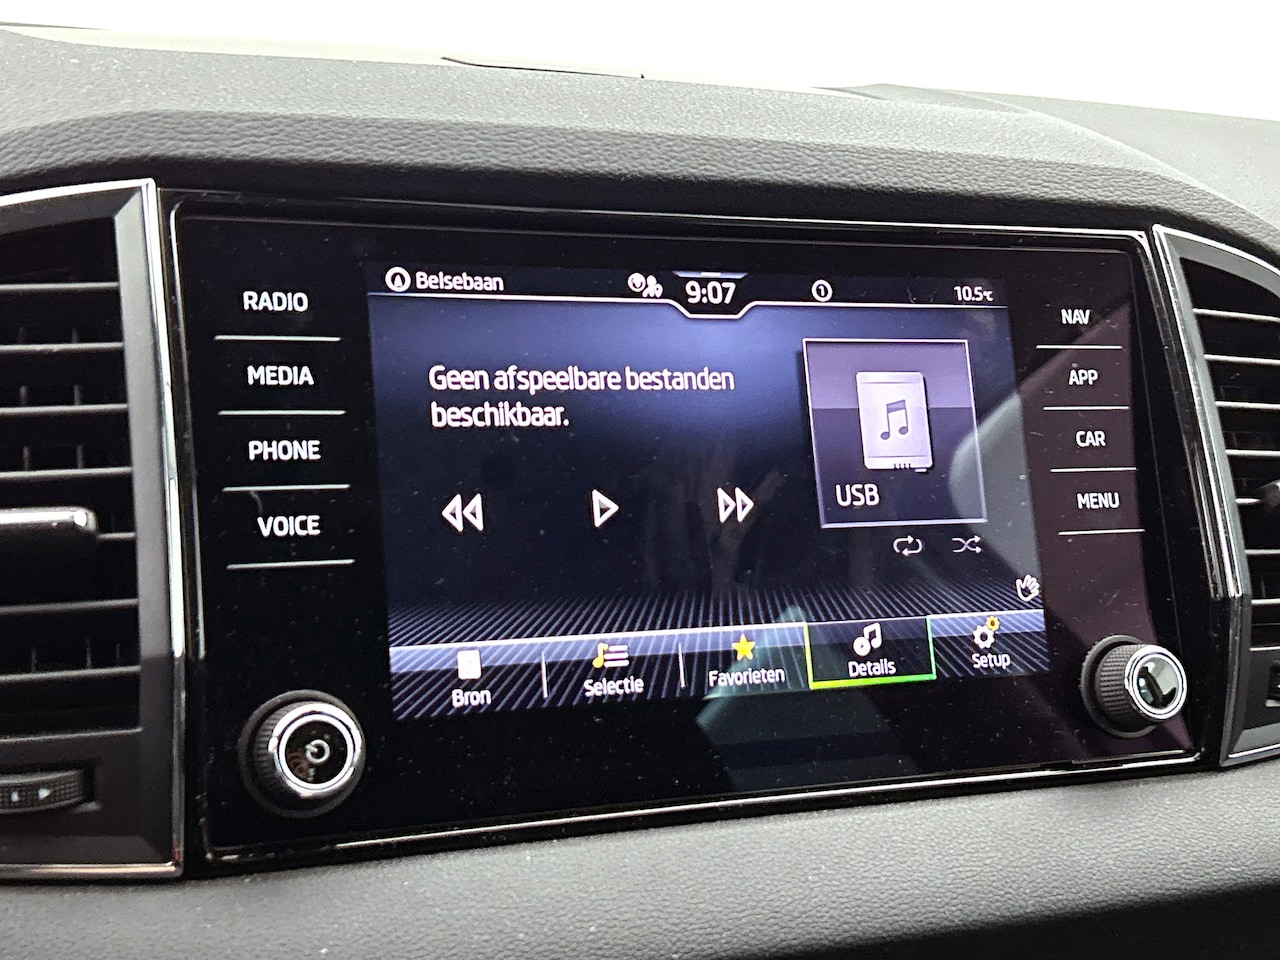 Belsebaan
9:07
1
10.5°C
RADIO
MEDIA
PHONE
VOICE
NAV
APP
CAR
MENU
Geen afspeelbare bestanden
beschikbaar.
USB
Bron
Selectie
Favorieten
Details
Setup